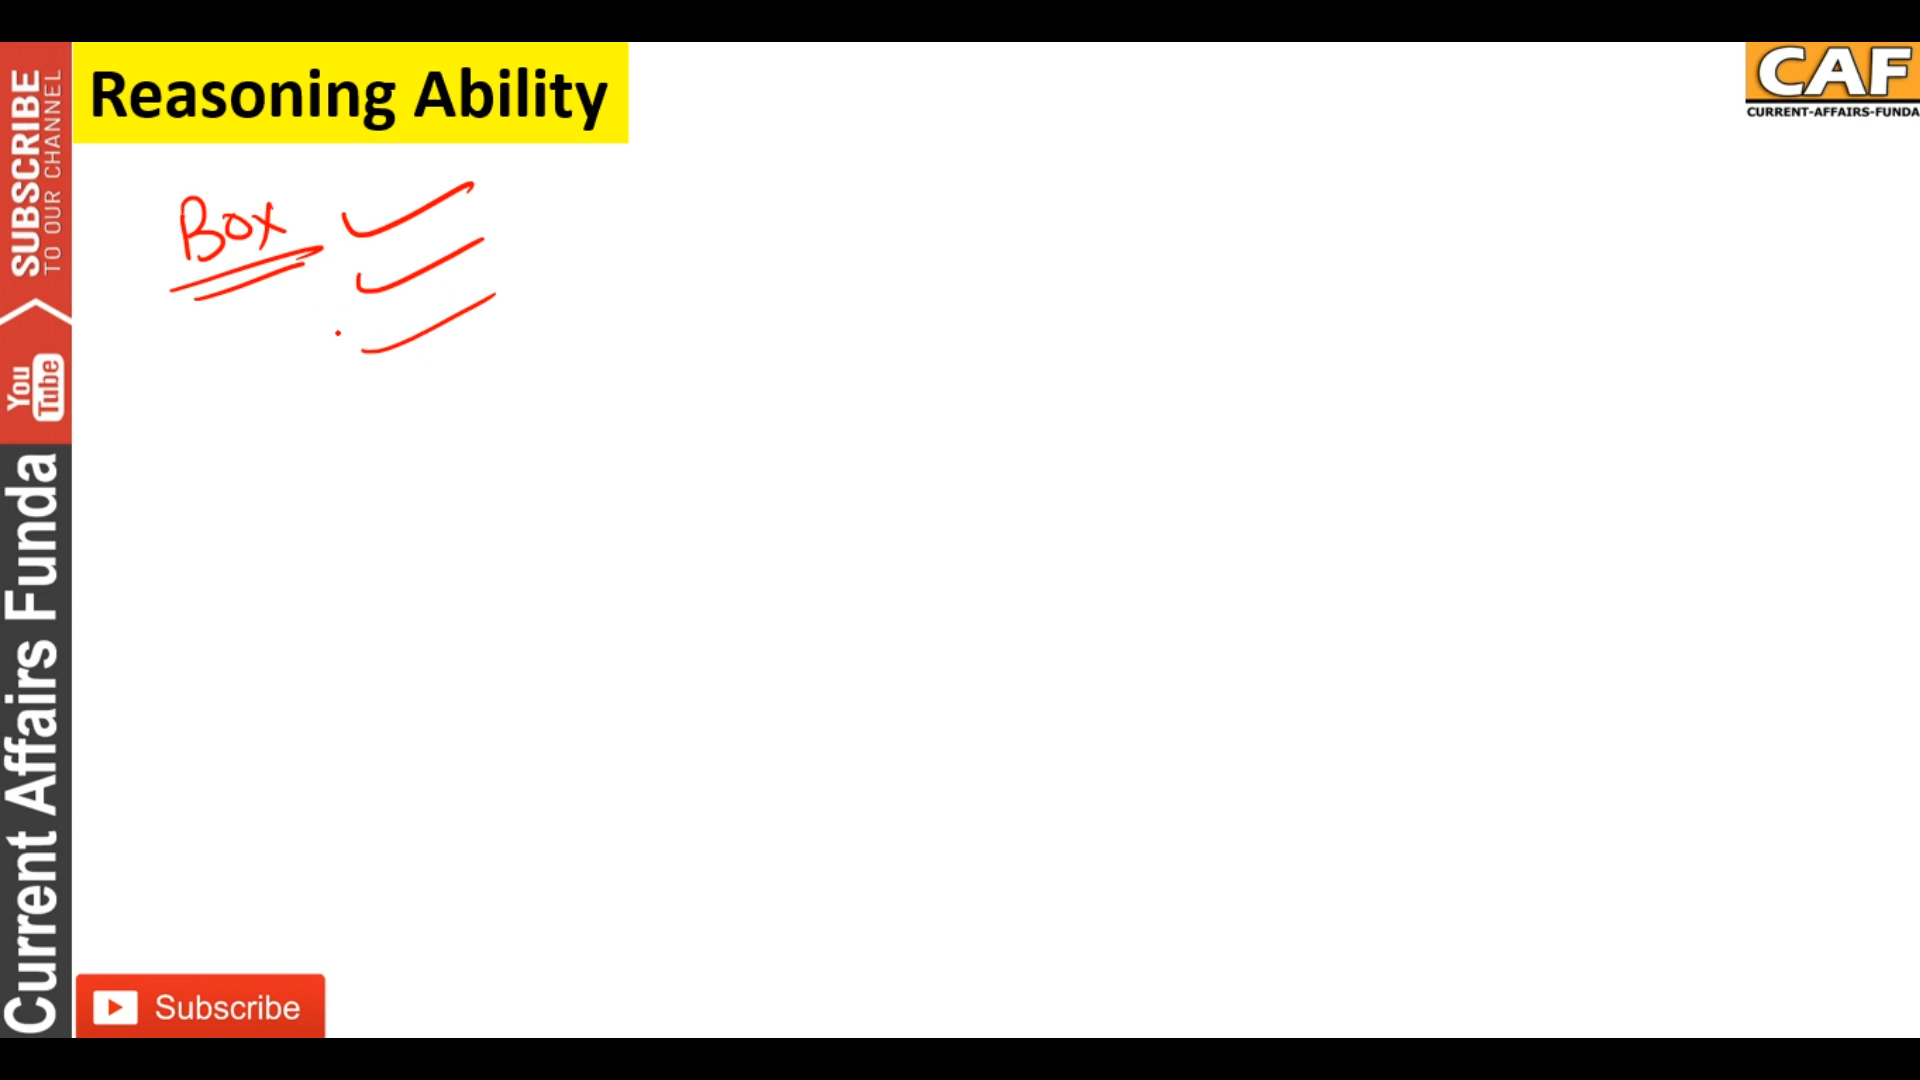 Reasoning Ability
CAF
CURRENT-AFFAIRS-FUNDA
Box
SUBSCRIBE
TO OUR CHANNEL
You
Tube
Current Affairs Funda
Subscribe